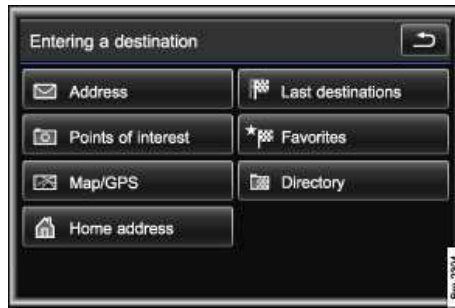 Entering a destination
Address
Last destinations
Points of interest
Favorites
Map/GPS
Directory
Home address